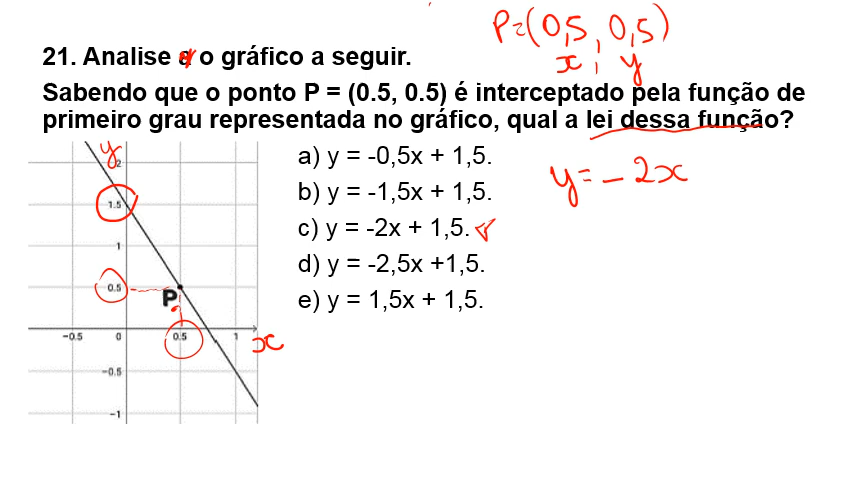 P=(0,5, 0,5)
x; y
21. Analise o gráfico a seguir.
Sabendo que o ponto P = (0.5, 0.5) é interceptado pela função de
primeiro grau representada no gráfico, qual a lei dessa função?
y
2
1.5
1
0.5
P
-0.5
0
0.5
1
x
-0.5
-1
a) y = -0,5x + 1,5.
b) y = -1,5x + 1,5.
c) y = -2x + 1,5.
d) y = -2,5x +1,5.
e) y = 1,5x + 1,5.
y = -2x